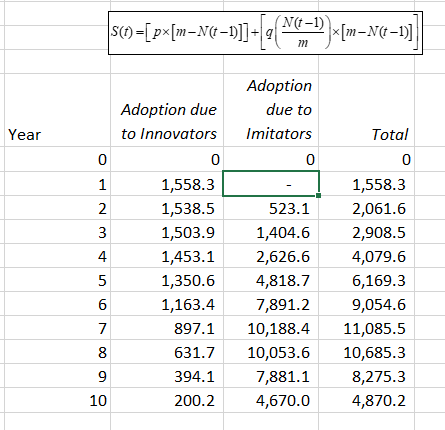 S(t) = [p×[m−N(t−1)]] + [q(N(t−1)/m)×[m−N(t−1)]]
Adoption
Adoption due due to
Year to Innovators Imitators Total
0 0 0 0
1 1,558.3 - 1,558.3
2 1,538.5 523.1 2,061.6
3 1,503.9 1,404.6 2,908.5
4 1,453.1 2,626.6 4,079.6
5 1,350.6 4,818.7 6,169.3
6 1,163.4 7,891.2 9,054.6
7 897.1 10,188.4 11,085.5
8 631.7 10,053.6 10,685.3
9 394.1 7,881.1 8,275.3
10 200.2 4,670.0 4,870.2